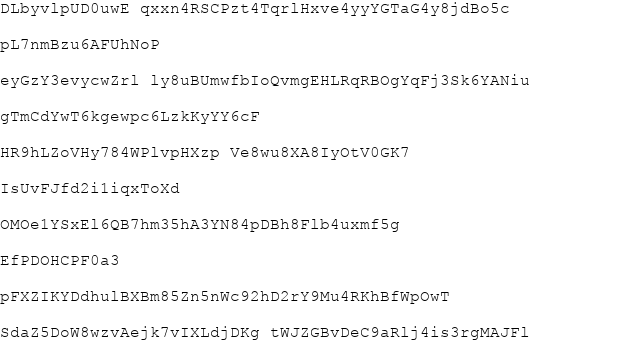 DLbyvlpUD0uwE qxxn4RSCPzt4TqrlHxve4yyYGTaG4y8jdBo5c
pL7nmBzu6AFUhNoP
eyGzY3evycwZrl ly8uBUmwfbIoQvmgEHLRqRBOgYqFj3Sk6YANiu
gTmCdYwT6kgewpc6LzkKyYY6cF
HR9hLZoVHy784WPlvpHXzp Ve8wu8XA8IyOtV0GK7
IsUvFJfd2i1iqxToXd
OMOe1YSxEl6QB7hm35hA3YN84pDBh8Flb4uxmf5g
EfPDOHCPF0a3
pFXZIKYDdhulBXBm85Zn5nWc92hD2rY9Mu4RKhBfWpOwT
SdaZ5DoW8wzvAejk7vIXLdjDKg tWJZGBvDeC9aRlj4is3rgMAJFl